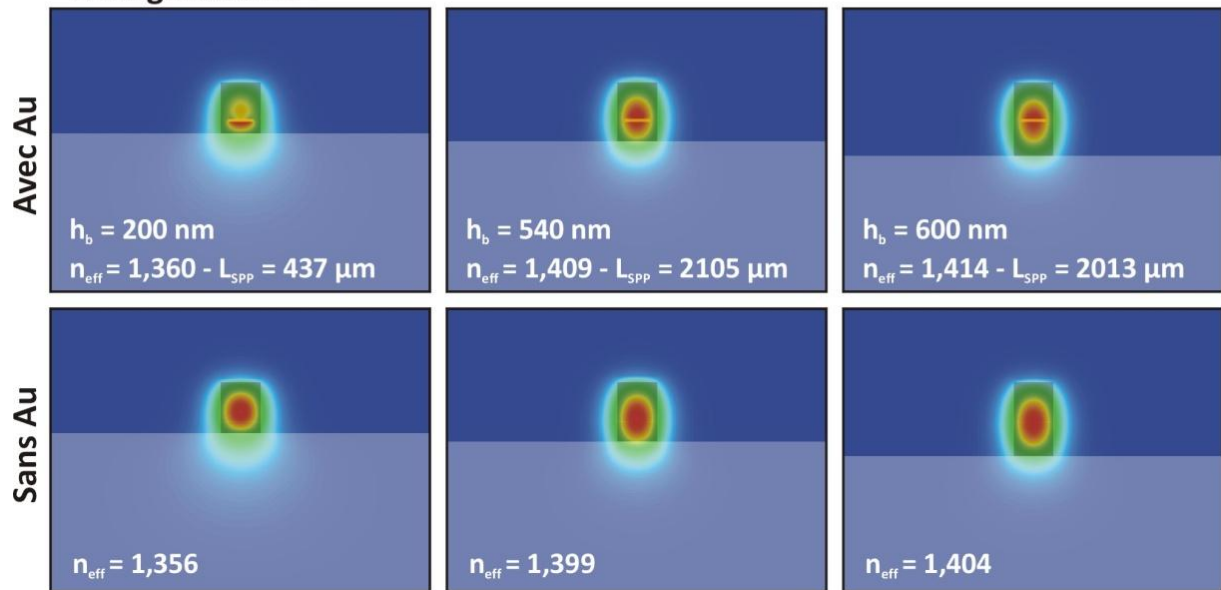 Avec Au
h_b = 200 nm
n_eff = 1,360 - L_SPP = 437 µm
h_b = 540 nm
n_eff = 1,409 - L_SPP = 2105 µm
h_b = 600 nm
n_eff = 1,414 - L_SPP = 2013 µm
Sans Au
n_eff = 1,356
n_eff = 1,399
n_eff = 1,404